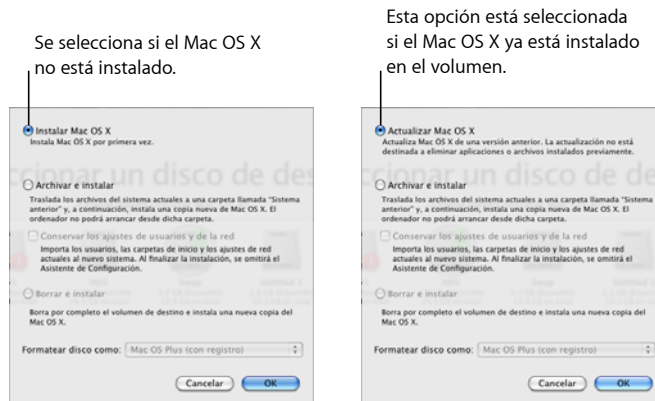 Se selecciona si el Mac OS X
no está instalado.
Instalar Mac OS X
Instala Mac OS X por primera vez.
Archivar e instalar
Traslada los archivos del sistema actuales a una carpeta llamada "Sistema
anterior" y, a continuación, instala una copia nueva de Mac OS X. El
ordenador no podrá arrancar desde dicha carpeta.
Conservar los ajustes de usuarios y de la red
Importa los usuarios, las carpetas de inicio y los ajustes de red
actuales al nuevo sistema. Al finalizar la instalación, se omitirá el
Asistente de Configuración.
Borrar e instalar
Borra por completo el volumen de destino e instala una nueva copia del
Mac OS X.
Formatear disco como: Mac OS Plus (con registro)
Cancelar OK
Esta opción está seleccionada
si el Mac OS X ya está instalado
en el volumen.
Actualizar Mac OS X
Actualiza Mac OS X de una versión anterior. La actualización no está
destinada a eliminar aplicaciones o archivos instalados previamente.
Archivar e instalar
Traslada los archivos del sistema actuales a una carpeta llamada "Sistema
anterior" y, a continuación, instala una copia nueva de Mac OS X. El
ordenador no podrá arrancar desde dicha carpeta.
Conservar los ajustes de usuarios y de la red
Importa los usuarios, las carpetas de inicio y los ajustes de red
actuales al nuevo sistema. Al finalizar la instalación, se omitirá el
Asistente de Configuración.
Borrar e instalar
Borra por completo el volumen de destino e instala una nueva copia del
Mac OS X.
Formatear disco como: Mac OS Plus (con registro)
Cancelar OK